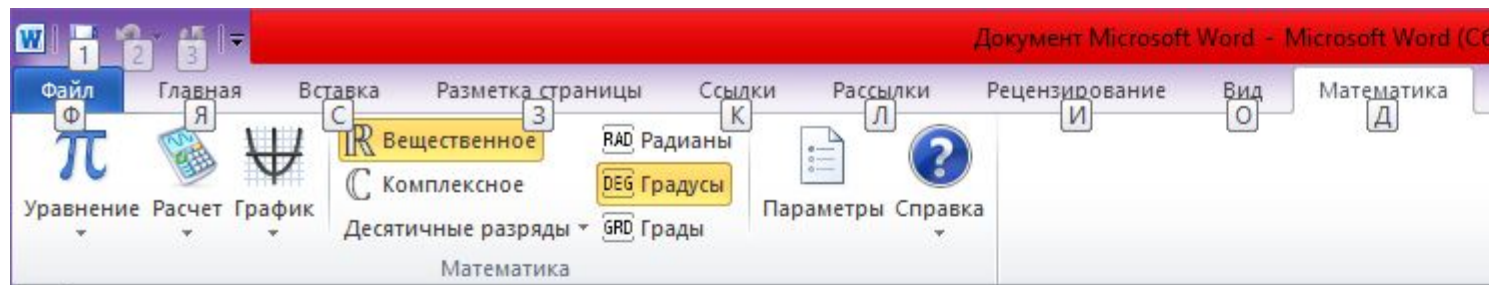 W 1 2 3 Документ Microsoft Word - Microsoft Word (Сб
Файл Главная Вставка Разметка страницы Ссылки Рассылки Рецензирование Вид Математика
Ф Я С З К Л И О Д
π ℝ Вещественное RAD Радианы ?
ℂ Комплексное DEG Градусы
Уравнение Расчет График Параметры Справка
Десятичные разряды GRD Грады
Математика